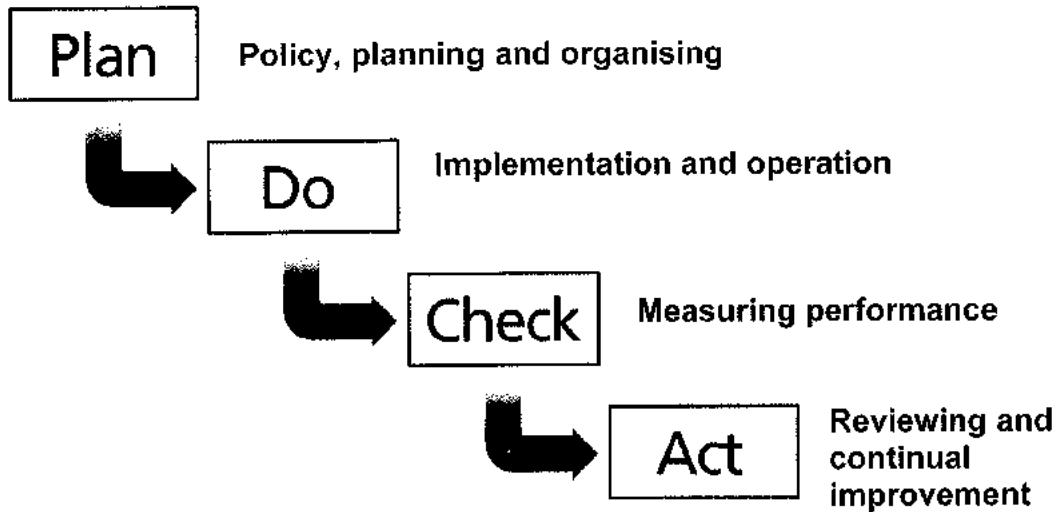 Plan
Policy, planning and organising
Do
Implementation and operation
Check
Measuring performance
Act
Reviewing and
continual
improvement